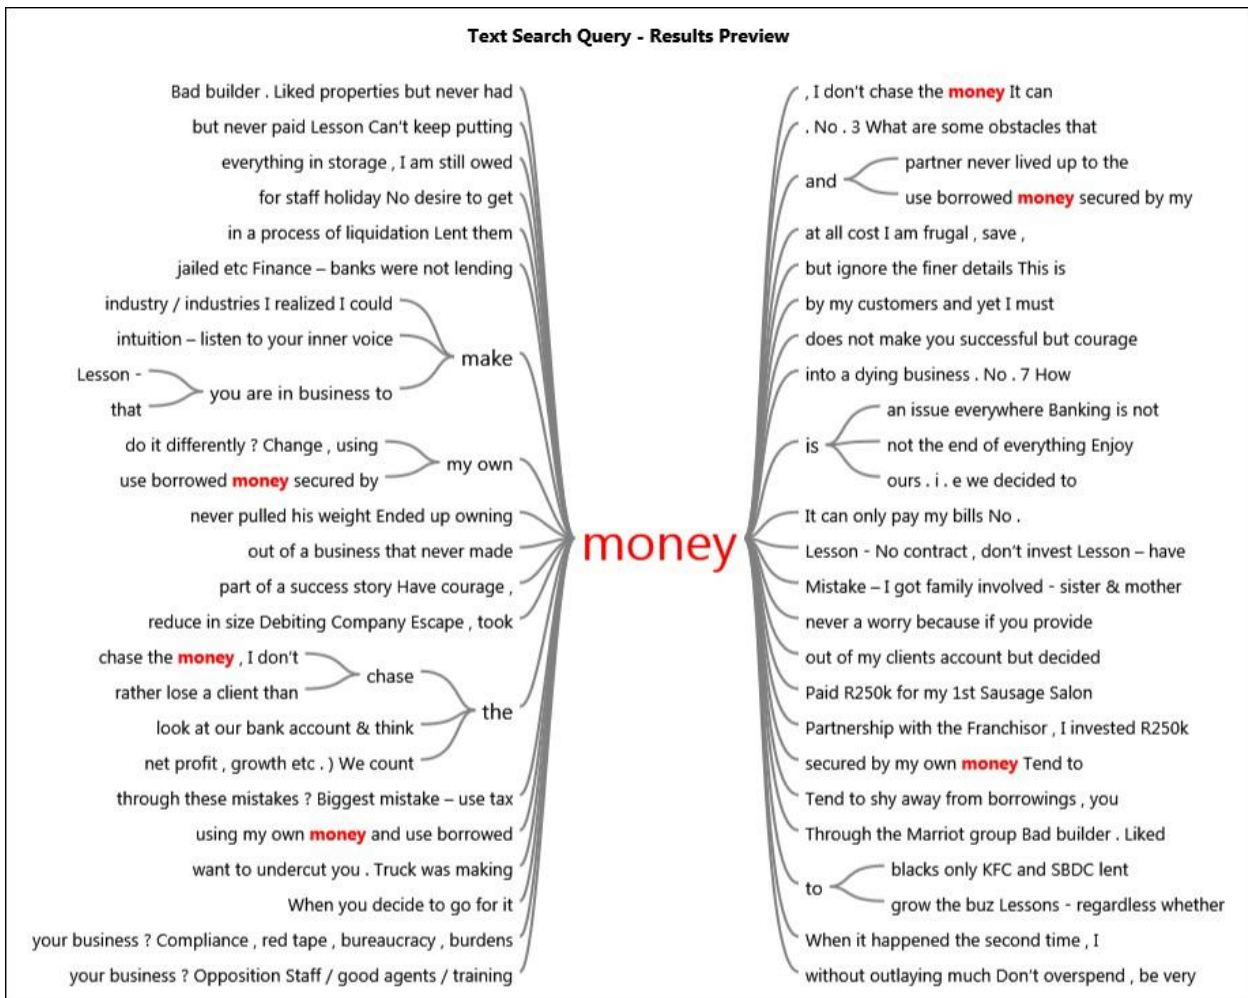 Text Search Query - Results Preview
Bad builder . Liked properties but never had
but never paid Lesson Can't keep putting
everything in storage , I am still owed
for staff holiday No desire to get
in a process of liquidation Lent them
jailed etc Finance – banks were not lending
industry / industries I realized I could
intuition – listen to your inner voice
make
Lesson -
you are in business to
that
do it differently ? Change , using
my own
use borrowed money secured by
never pulled his weight Ended up owning
out of a business that never made
part of a success story Have courage ,
reduce in size Debiting Company Escape , took
chase the money , I don't
chase
rather lose a client than
the
look at our bank account & think
net profit , growth etc . ) We count
through these mistakes ? Biggest mistake – use tax
using my own money and use borrowed
want to undercut you . Truck was making
When you decide to go for it
your business ? Compliance , red tape , bureaucracy , burdens
your business ? Opposition Staff / good agents / training
money
, I don't chase the money It can
. No . 3 What are some obstacles that
and
partner never lived up to the
use borrowed money secured by my
at all cost I am frugal , save ,
but ignore the finer details This is
by my customers and yet I must
does not make you successful but courage
into a dying business . No . 7 How
is
an issue everywhere Banking is not
not the end of everything Enjoy
ours . i . e we decided to
It can only pay my bills No .
Lesson - No contract , don't invest Lesson – have
Mistake – I got family involved - sister & mother
never a worry because if you provide
out of my clients account but decided
Paid R250k for my 1st Sausage Salon
Partnership with the Franchisor , I invested R250k
secured by my own money Tend to
Tend to shy away from borrowings , you
Through the Marriot group Bad builder . Liked
to
blacks only KFC and SBDC lent
grow the buz Lessons - regardless whether
When it happened the second time , I
without outlaying much Don't overspend , be very